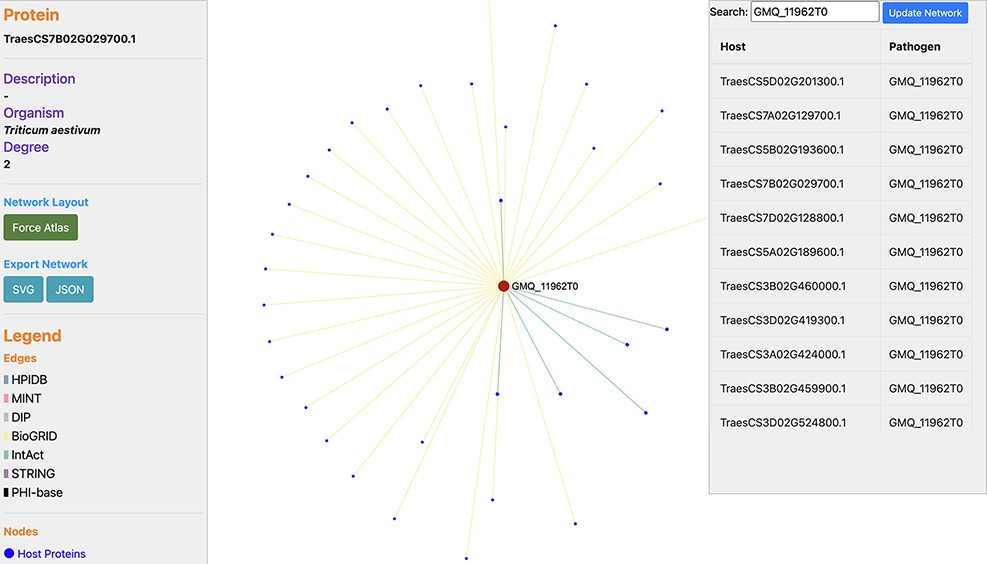 Protein
TraesCS7B02G029700.1
Description
-
Organism
Triticum aestivum
Degree
2
Network Layout
Force Atlas
Export Network
SVG JSON
Legend
Edges
HPIDB
MINT
DIP
BioGRID
IntAct
STRING
PHI-base
Nodes
Host Proteins
GMQ_11962T0
Search: GMQ_11962T0 Update Network
Host Pathogen
TraesCS5D02G201300.1 GMQ_11962T0
TraesCS7A02G129700.1 GMQ_11962T0
TraesCS5B02G193600.1 GMQ_11962T0
TraesCS7B02G029700.1 GMQ_11962T0
TraesCS7D02G128800.1 GMQ_11962T0
TraesCS5A02G189600.1 GMQ_11962T0
TraesCS3B02G460000.1 GMQ_11962T0
TraesCS3D02G419300.1 GMQ_11962T0
TraesCS3A02G424000.1 GMQ_11962T0
TraesCS3B02G459900.1 GMQ_11962T0
TraesCS3D02G524800.1 GMQ_11962T0